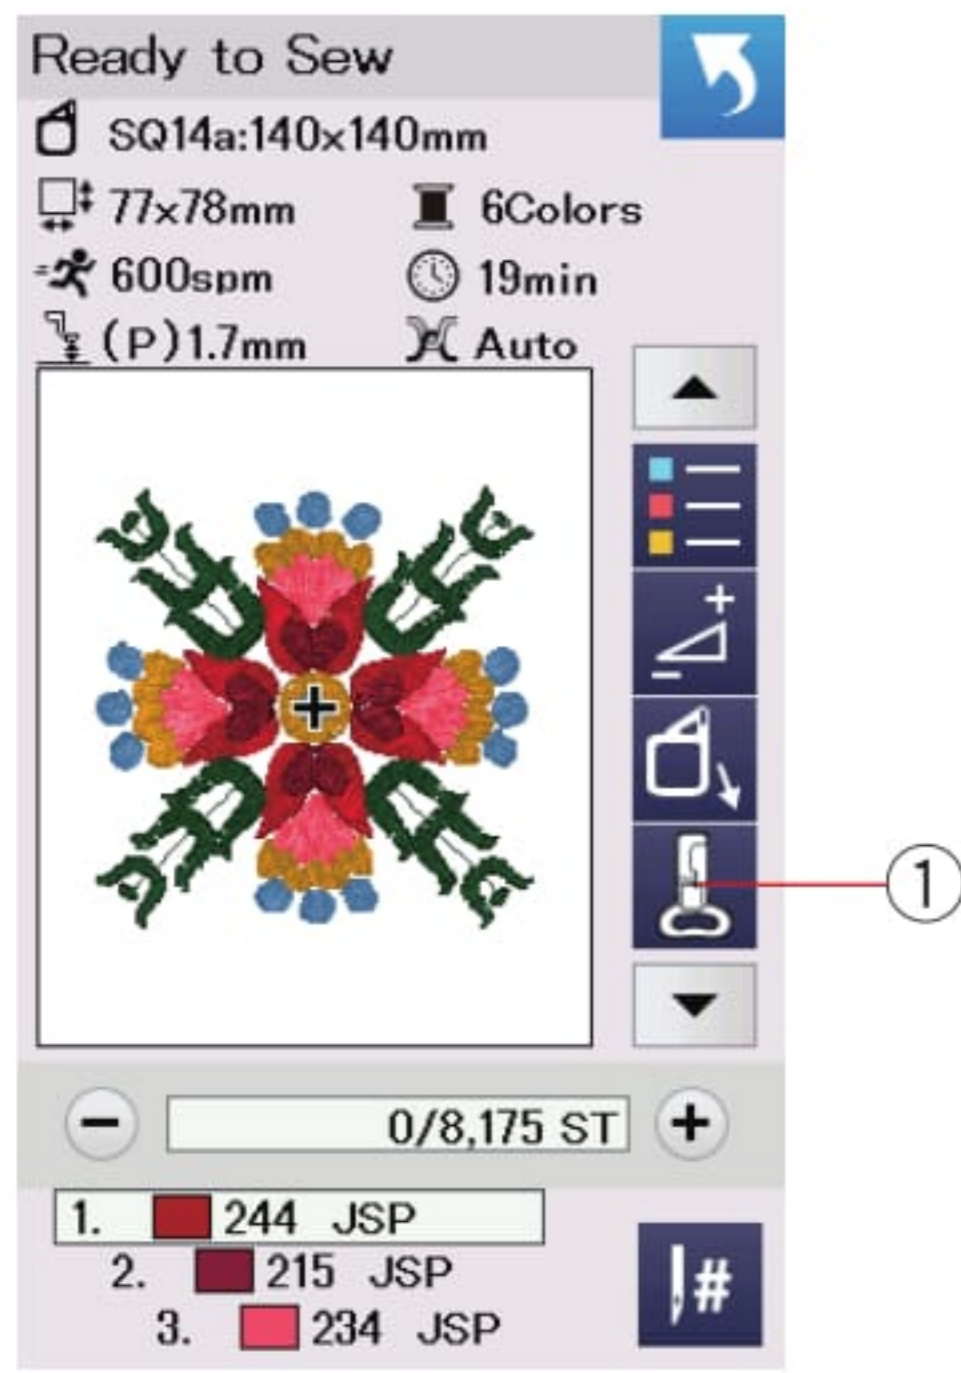 Ready to Sew
SQ14a:140x140mm
77x78mm 6Colors
600spm 19min
(P)1.7mm Auto
1
0/8,175 ST
1. 244 JSP
2. 215 JSP
3. 234 JSP
#